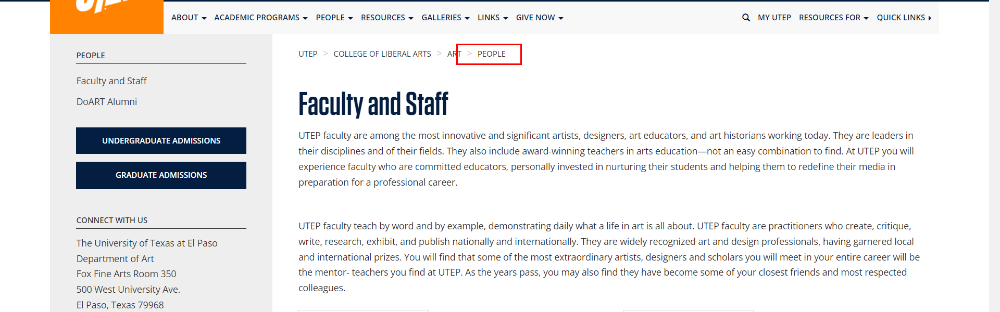 ABOUT ACADEMIC PROGRAMS PEOPLE RESOURCES GALLERIES LINKS GIVE NOW MY UTEP RESOURCES FOR QUICK LINKS
PEOPLE
Faculty and Staff
DoART Alumni
UNDERGRADUATE ADMISSIONS
GRADUATE ADMISSIONS
CONNECT WITH US
The University of Texas at El Paso
Department of Art
Fox Fine Arts Room 350
500 West University Ave.
El Paso, Texas 79968
UTEP > COLLEGE OF LIBERAL ARTS > ART > PEOPLE
Faculty and Staff
UTEP faculty are among the most innovative and significant artists, designers, art educators, and art historians working today. They are leaders in
their disciplines and of their fields. They also include award-winning teachers in arts education—not an easy combination to find. At UTEP you will
experience faculty who are committed educators, personally invested in nurturing their students and helping them to redefine their media in
preparation for a professional career.
UTEP faculty teach by word and by example, demonstrating daily what a life in art is all about. UTEP faculty are practitioners who create, critique,
write, research, exhibit, and publish nationally and internationally. They are widely recognized art and design professionals, having garnered local
and international prizes. You will find that some of the most extraordinary artists, designers and scholars you will meet in your entire career will be
the mentor- teachers you find at UTEP. As the years pass, you may also find they have become some of your closest friends and most respected
colleagues.